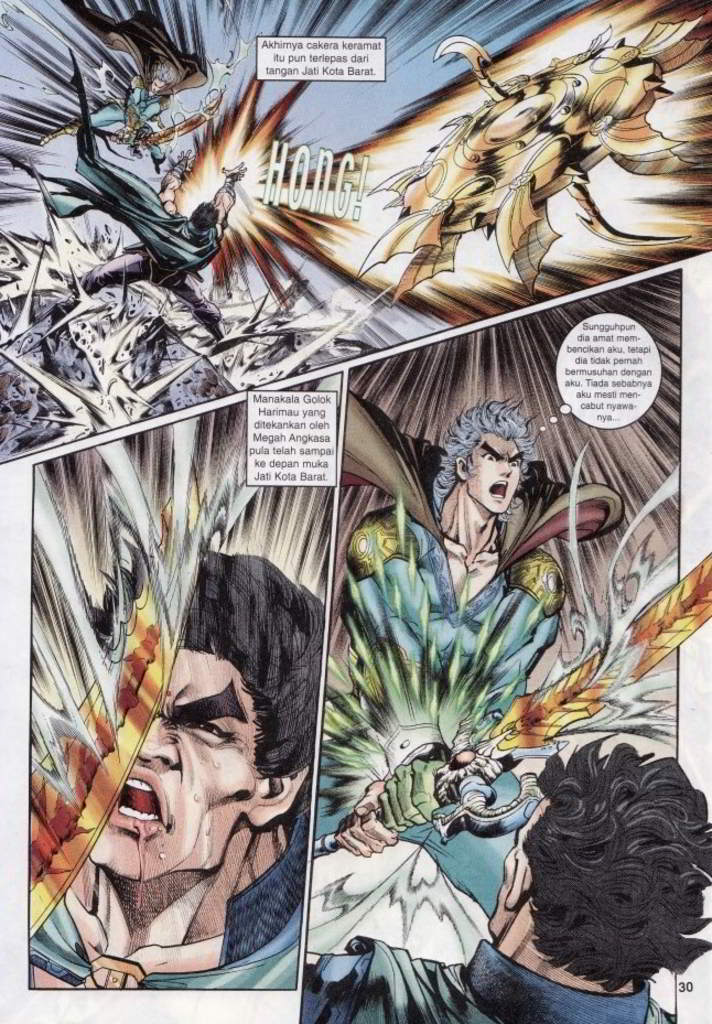 Akhirnya cakera keramat
itu pun terlepas dari
tangan Jati Kota Barat.
HONG!
Sungguhpun
dia amat mem-
bencikan aku, tetapi
dia tidak pernah
bermusuhan dengan
aku. Tiada sebabnya
aku mesti men-
cabut nyawa-
nya...
Manakala Golok
Harimau yang
ditekankan oleh
Megah Angkasa
pula telah sampai
ke depan muka
Jati Kota Barat.
30